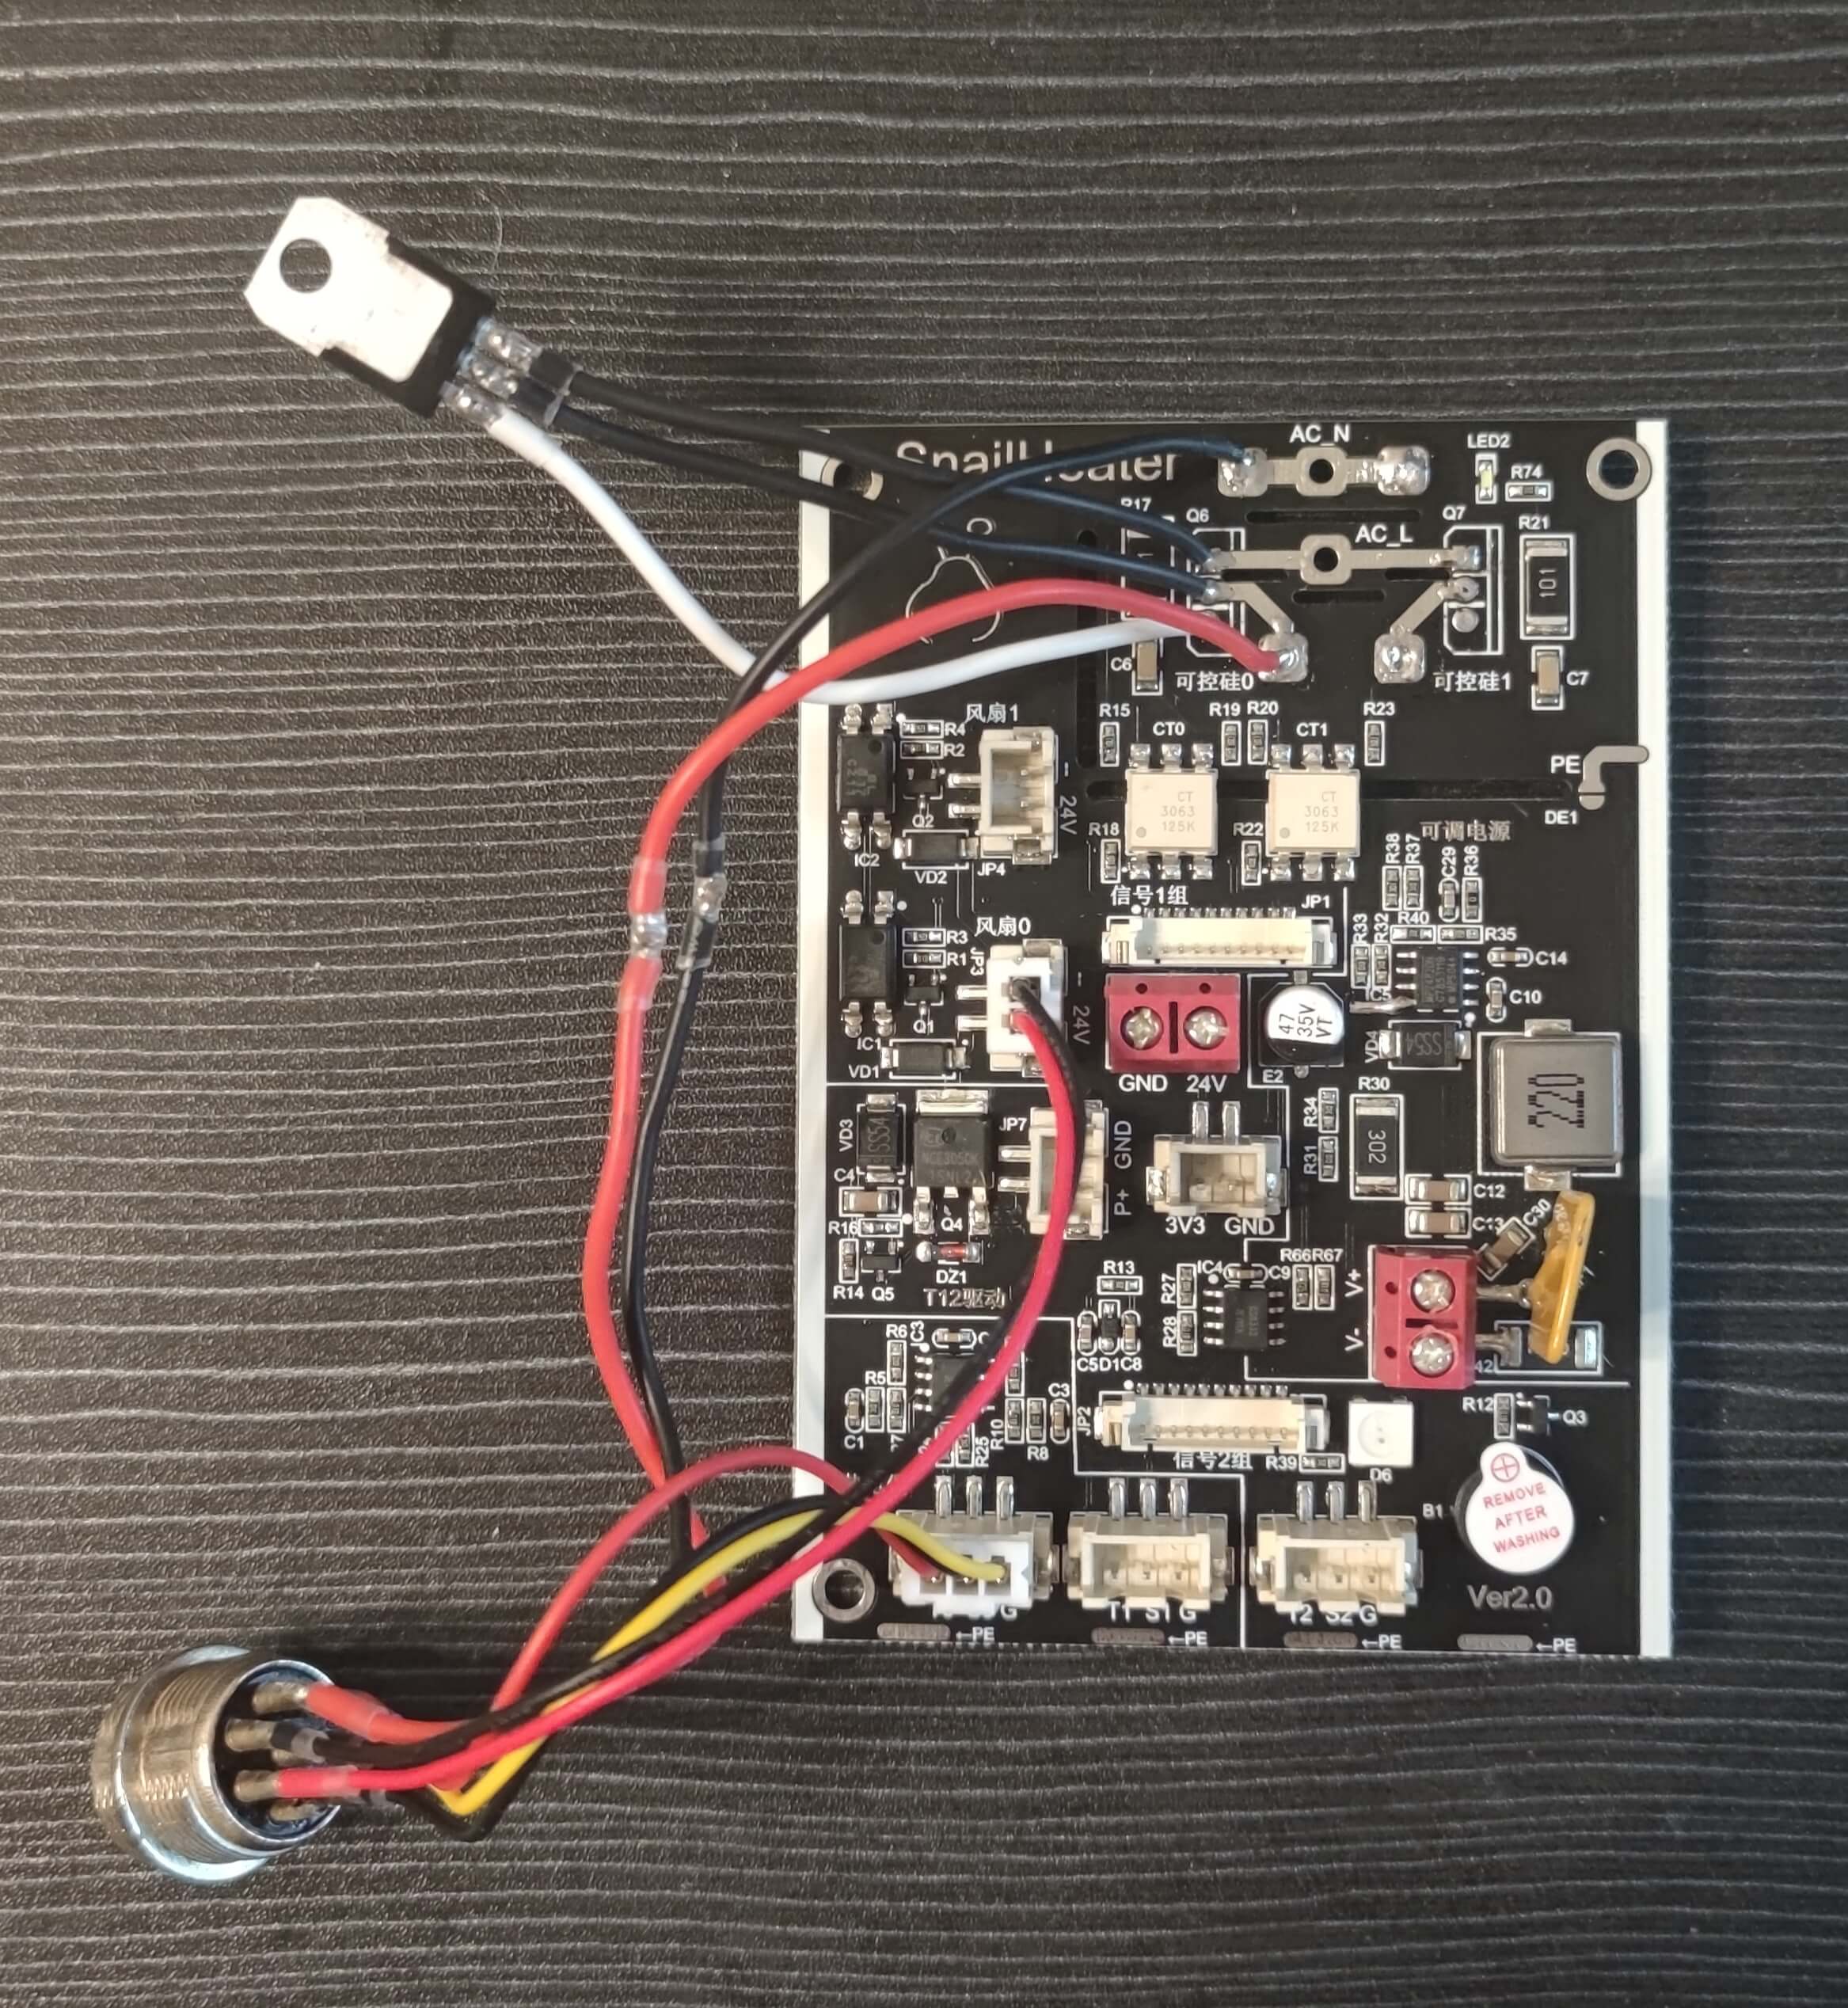 SnailHeater
AC_N
LED2
R74
R17
Q6
AC_L
Q7
R21
101
C6
可控硅0
可控硅1
C7
风扇1
R4
R2
R15
CT0
R19
R20
CT1
R23
PE
24V
CT
3063
125K
CT
3063
125K
Q2
R18
R22
DE1
IC2
VD2
JP4
可调电源
R38
R37
C29
R36
信号1组
JP1
R40
R35
R33
R32
风扇0
R3
R1
JP3
C14
C10
Q1
24V
47
35V
VT
IC1
VD1
GND 24V
E2
VD4
SS54
220
R30
R34
R31
302
VD3
SS54
JP7
P+ GND
C4
3V3 GND
C12
C13
C30
R16
Q4
DZ1
R14
Q5
T12驱动
R13
IC4
C9
R66
R67
R27
R28
V+
V-
R6
C5
D1
C8
R5
C3
C1
R25
R10
R8
JP2
信号2组
R39
D6
R12
Q3
B1
REMOVE
AFTER
WASHING
Ver2.0
G
T1 S1 G
T2 S2 G
←PE
←PE
←PE
←PE